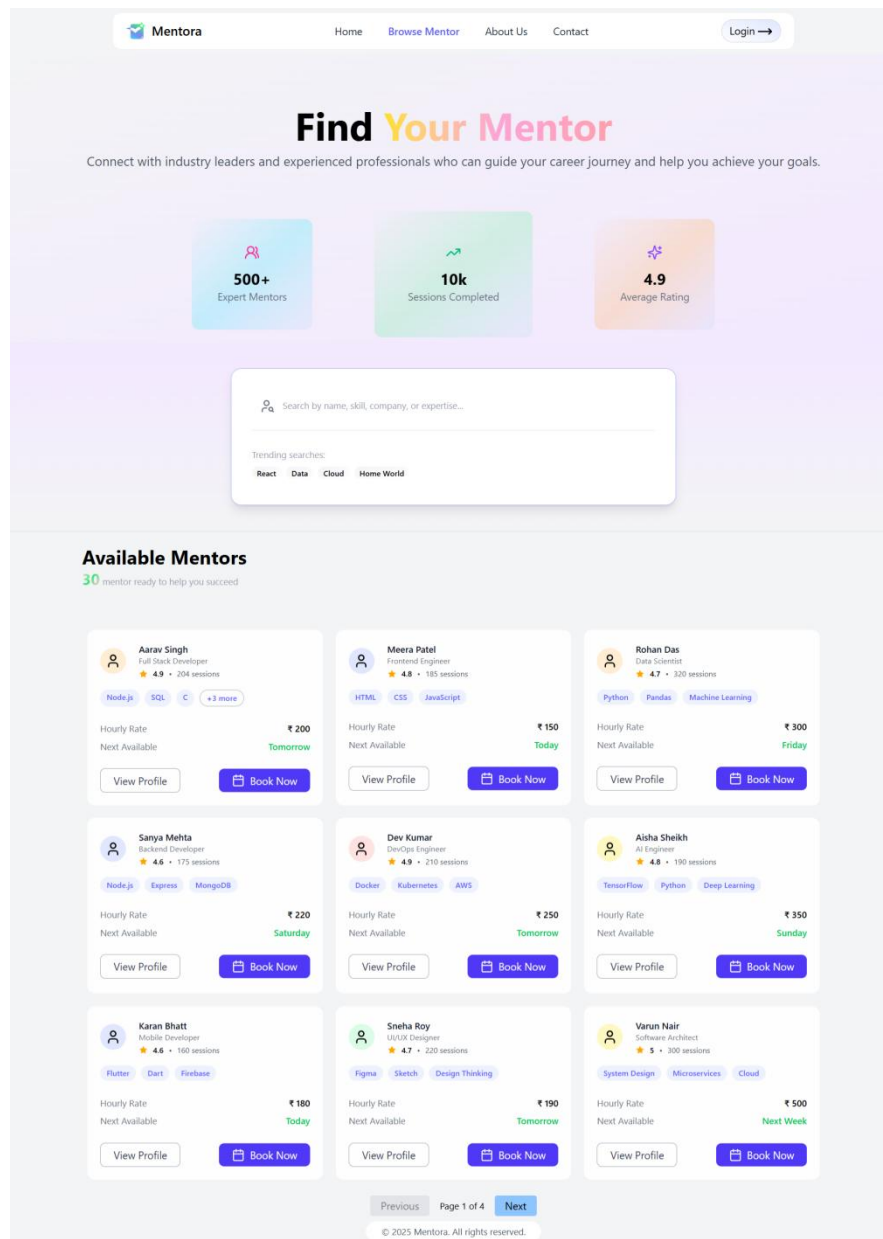 Mentora
Home Browse Mentor About Us Contact
Login
Find Your Mentor
Connect with industry leaders and experienced professionals who can guide your career journey and help you achieve your goals.
500+
Expert Mentors
10k
Sessions Completed
4.9
Average Rating
Search by name, skill, company, or expertise...
Trending searches:
React Data Cloud Home World
Available Mentors
30 mentor ready to help you succeed
Aarav Singh
Full Stack Developer
4.9 • 204 sessions
Node.js SQL C +3 more
Hourly Rate ₹ 200
Next Available Tomorrow
View Profile Book Now
Meera Patel
Frontend Engineer
4.8 • 185 sessions
HTML CSS JavaScript
Hourly Rate ₹ 150
Next Available Today
View Profile Book Now
Rohan Das
Data Scientist
4.7 • 320 sessions
Python Pandas Machine Learning
Hourly Rate ₹ 300
Next Available Friday
View Profile Book Now
Sanya Mehta
Backend Developer
4.6 • 175 sessions
Node.js Express MongoDB
Hourly Rate ₹ 220
Next Available Saturday
View Profile Book Now
Dev Kumar
DevOps Engineer
4.9 • 210 sessions
Docker Kubernetes AWS
Hourly Rate ₹ 250
Next Available Tomorrow
View Profile Book Now
Aisha Sheikh
AI Engineer
4.8 • 190 sessions
TensorFlow Python Deep Learning
Hourly Rate ₹ 350
Next Available Sunday
View Profile Book Now
Karan Bhatt
Mobile Developer
4.6 • 160 sessions
Flutter Dart Firebase
Hourly Rate ₹ 180
Next Available Today
View Profile Book Now
Sneha Roy
UI/UX Designer
4.7 • 220 sessions
Figma Sketch Design Thinking
Hourly Rate ₹ 190
Next Available Tomorrow
View Profile Book Now
Varun Nair
Software Architect
5 • 300 sessions
System Design Microservices Cloud
Hourly Rate ₹ 500
Next Available Next Week
View Profile Book Now
Previous Page 1 of 4 Next
© 2025 Mentora. All rights reserved.